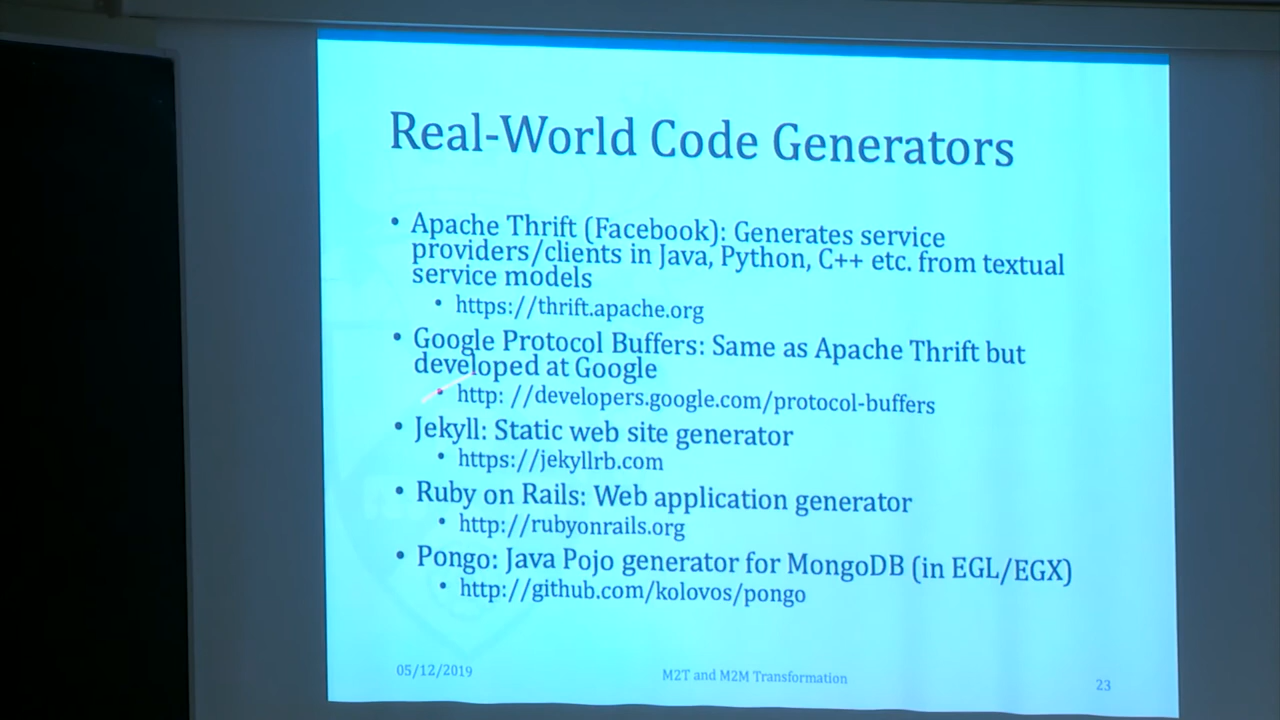 Real-World Code Generators
• Apache Thrift (Facebook): Generates service
providers/clients in Java, Python, C++ etc. from textual
service models
• https://thrift.apache.org
• Google Protocol Buffers: Same as Apache Thrift but
developed at Google
• http: //developers.google.com/protocol-buffers
• Jekyll: Static web site generator
• https://jekyllrb.com
• Ruby on Rails: Web application generator
• http://rubyonrails.org
• Pongo: Java Pojo generator for MongoDB (in EGL/EGX)
• http://github.com/kolovos/pongo
05/12/2019
M2T and M2M Transformation
23